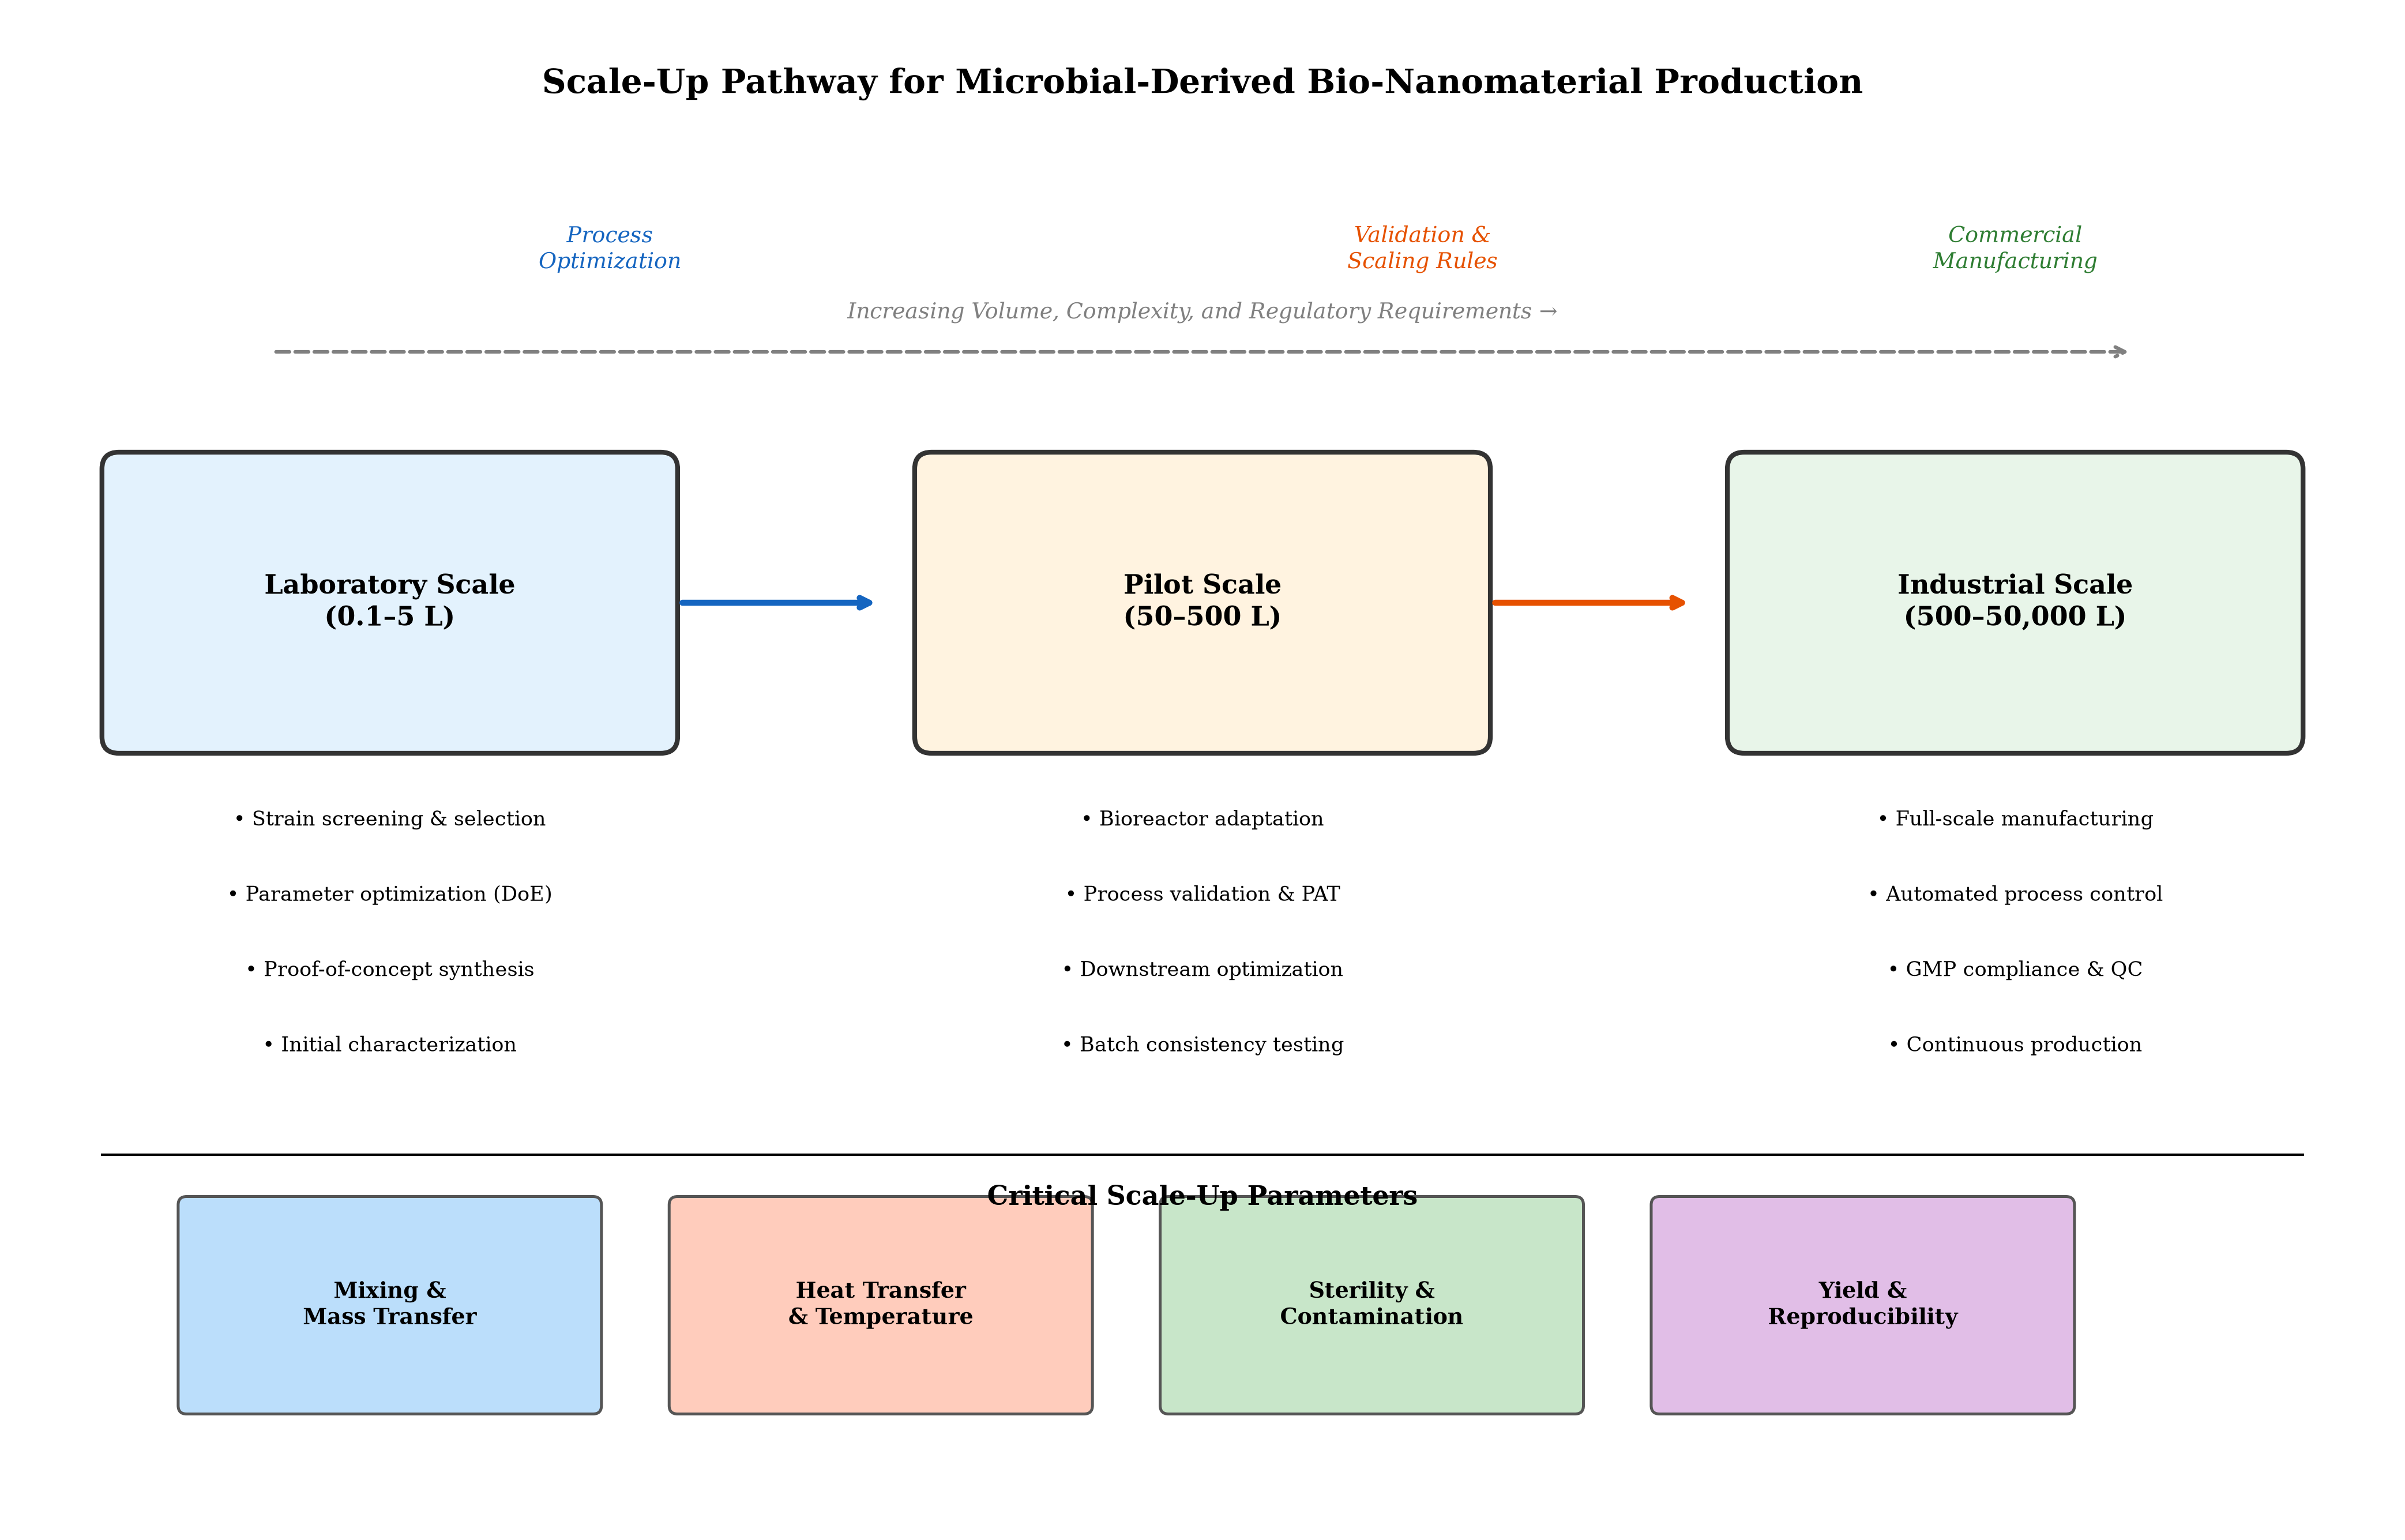 Scale-Up Pathway for Microbial-Derived Bio-Nanomaterial Production
Process
Optimization
Validation &
Scaling Rules
Commercial
Manufacturing
Increasing Volume, Complexity, and Regulatory Requirements →
Laboratory Scale
(0.1–5 L)
Pilot Scale
(50–500 L)
Industrial Scale
(500–50,000 L)
• Strain screening & selection
• Parameter optimization (DoE)
• Proof-of-concept synthesis
• Initial characterization
• Bioreactor adaptation
• Process validation & PAT
• Downstream optimization
• Batch consistency testing
• Full-scale manufacturing
• Automated process control
• GMP compliance & QC
• Continuous production
Critical Scale-Up Parameters
Mixing &
Mass Transfer
Heat Transfer
& Temperature
Sterility &
Contamination
Yield &
Reproducibility